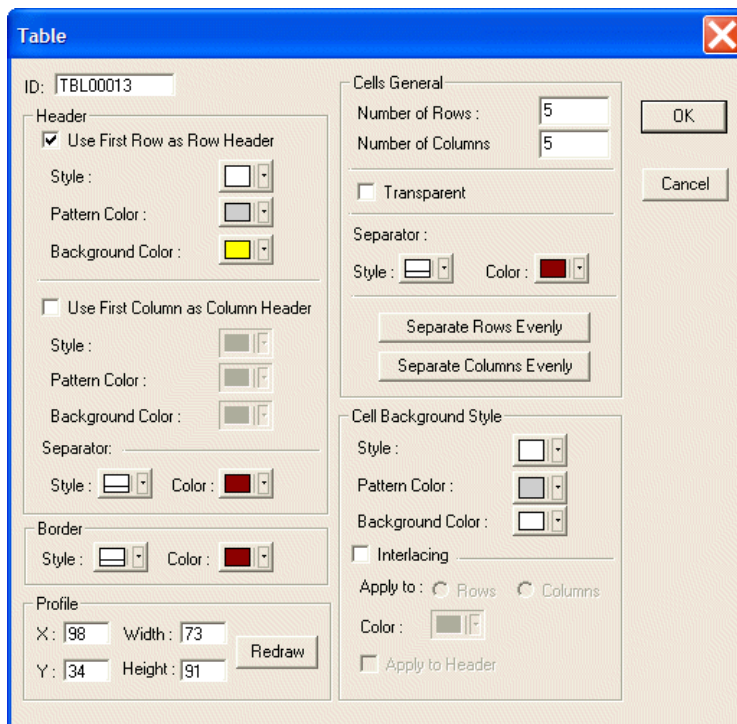 Table
ID: TBL00013
Header
Use First Row as Row Header
Style :
Pattern Color :
Background Color :
Use First Column as Column Header
Style :
Pattern Color :
Background Color :
Separator:
Style : Color :
Border
Style : Color :
Profile
X : 98 Width : 73
Y : 34 Height : 91
Redraw
Cells General
Number of Rows : 5
Number of Columns 5
Transparent
Separator :
Style : Color :
Separate Rows Evenly
Separate Columns Evenly
Cell Background Style
Style :
Pattern Color :
Background Color :
Interlacing
Apply to : Rows Columns
Color :
Apply to Header
OK
Cancel